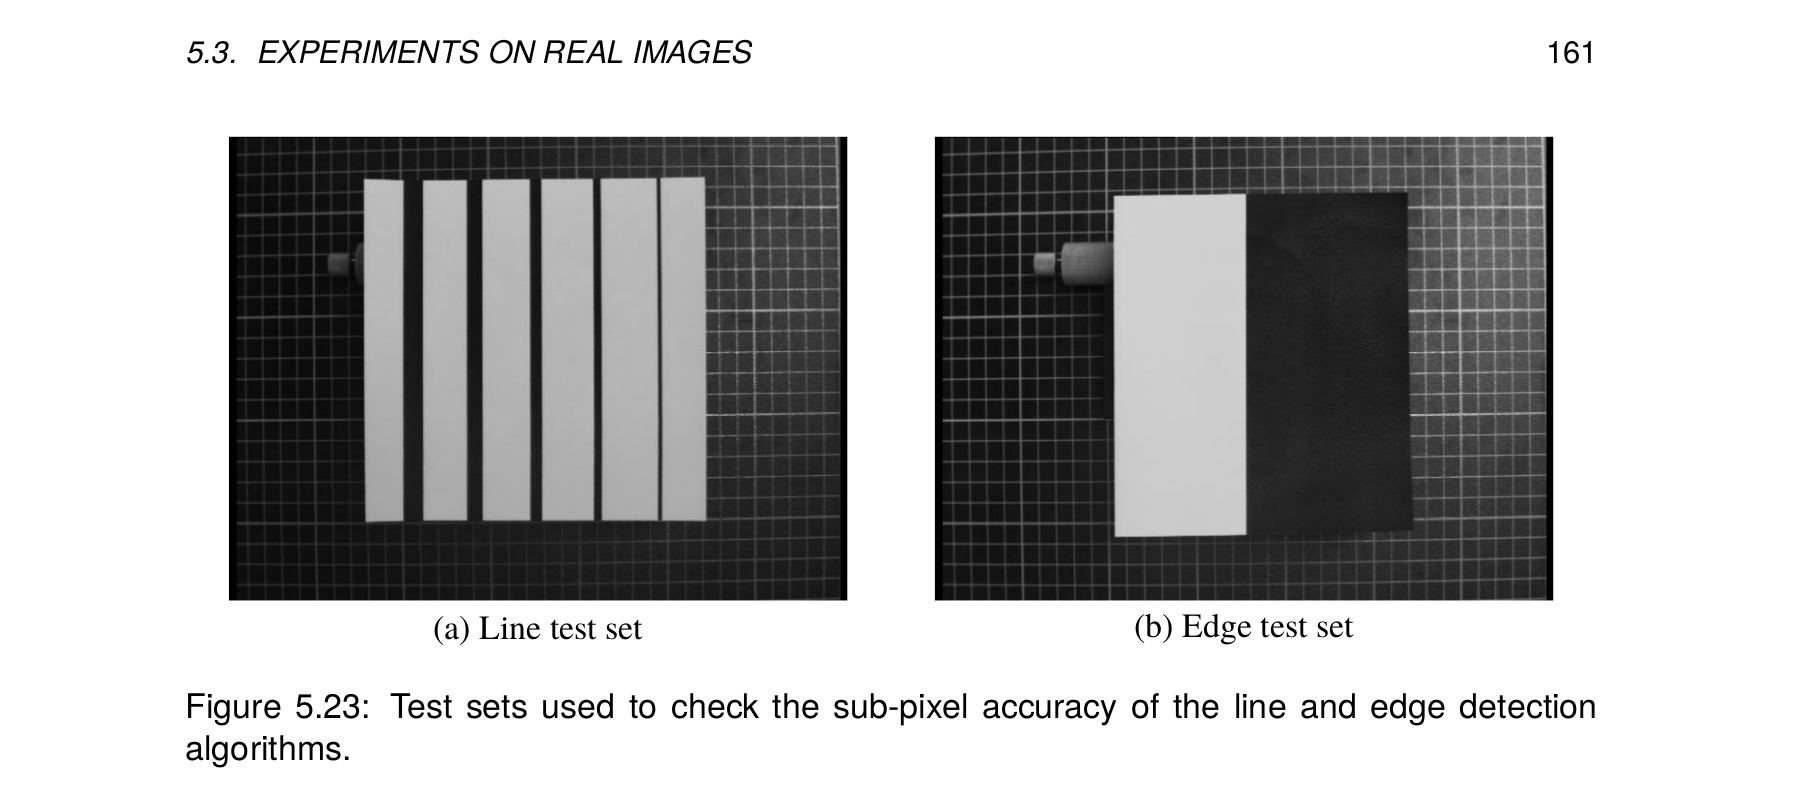 5.3. EXPERIMENTS ON REAL IMAGES 161
(a) Line test set
(b) Edge test set
Figure 5.23: Test sets used to check the sub-pixel accuracy of the line and edge detection
algorithms.